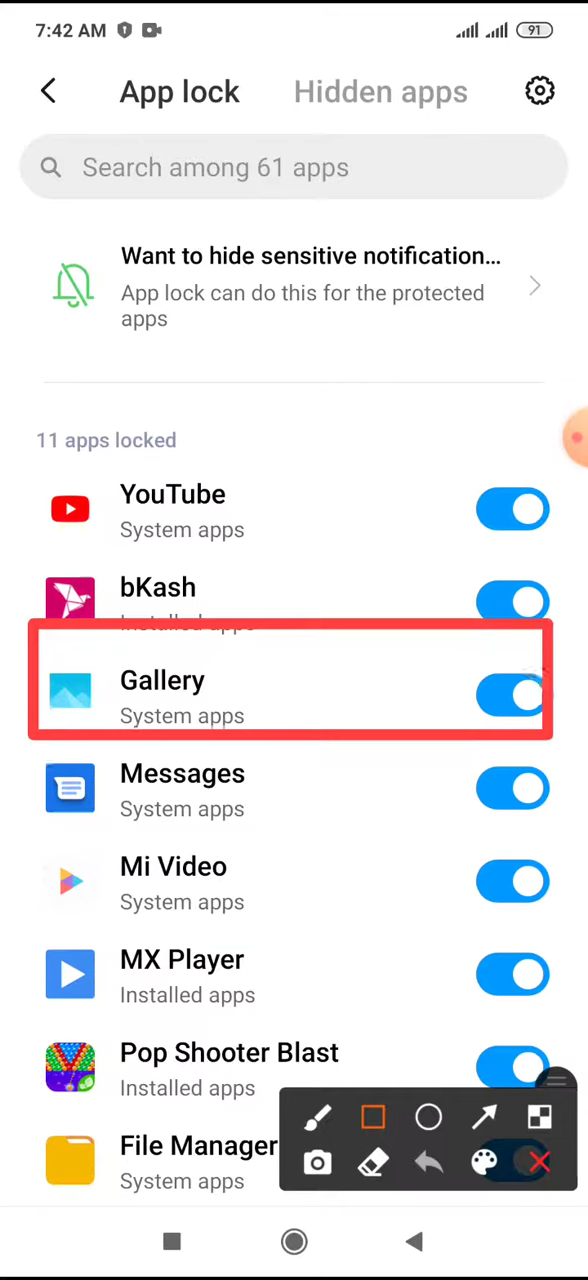 7:42 AM
91
App lock
Hidden apps
Search among 61 apps
Want to hide sensitive notification...
App lock can do this for the protected
apps
11 apps locked
YouTube
System apps
bKash
Installed apps
Gallery
System apps
Messages
System apps
Mi Video
System apps
MX Player
Installed apps
Pop Shooter Blast
Installed apps
File Manager
System apps